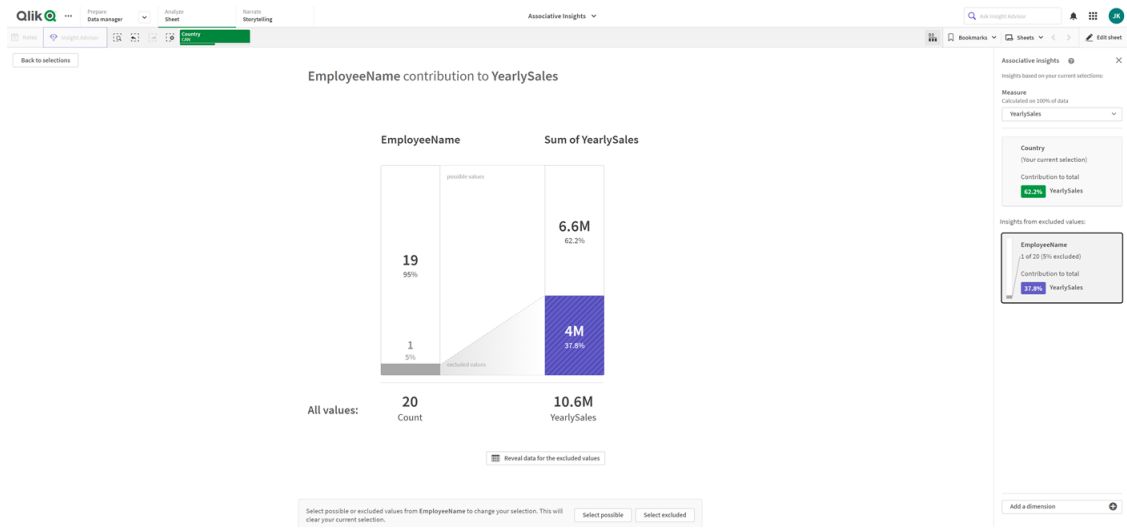 Qlik
Prepare
Data manager
Analyze
Sheet
Narrate
Storytelling
Associative Insights
Ask Insight Advisor
JK
Notes
Insight Advisor
Country
CAN
Bookmarks
Sheets
Edit sheet
Back to selections
EmployeeName contribution to YearlySales
EmployeeName
Sum of YearlySales
possible values
6.6M
62.2%
19
95%
4M
37.8%
1
5%
excluded values
All values:
20
Count
10.6M
YearlySales
Reveal data for the excluded values
Select possible or excluded values from EmployeeName to change your selection. This will
clear your current selection.
Select possible
Select excluded
Associative insights
Insights based on your current selections:
Measure
Calculated on 100% of data
YearlySales
Country
(Your current selection)
Contribution to total
62.2% YearlySales
Insights from excluded values:
EmployeeName
1 of 20 (5% excluded)
Contribution to total
37.8% YearlySales
Add a dimension